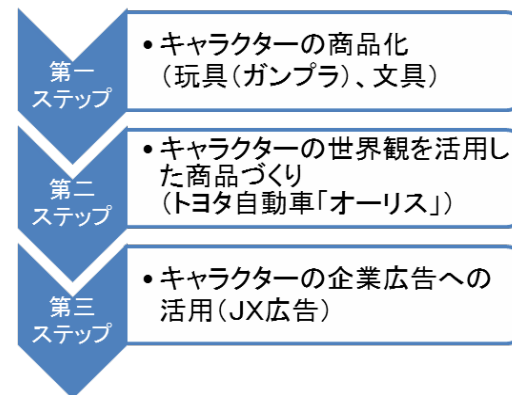 第一
ステップ
・キャラクターの商品化
（玩具（ガンプラ）、文具）
第二
ステップ
・キャラクターの世界観を活用し
た商品づくり
（トヨタ自動車「オーリス」）
第三
ステップ
・キャラクターの企業広告への
活用（JX広告）